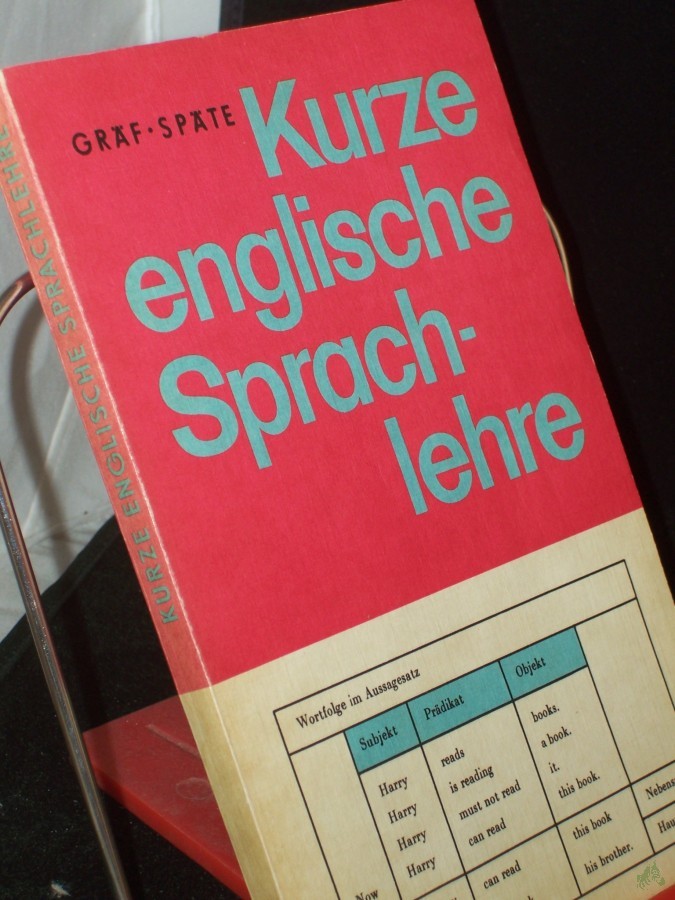 GRÄF · SPÄTE
Kurze
englische
Sprach-
lehre
KURZE ENGLISCHE SPRACHLEHRE
Wortfolge im Aussagesatz
Subjekt Prädikat Objekt
Harry reads books.
Harry is reading a book.
Harry must not read it.
Harry can read this book.
Now can read this book
his brother.
Nebens
Hau